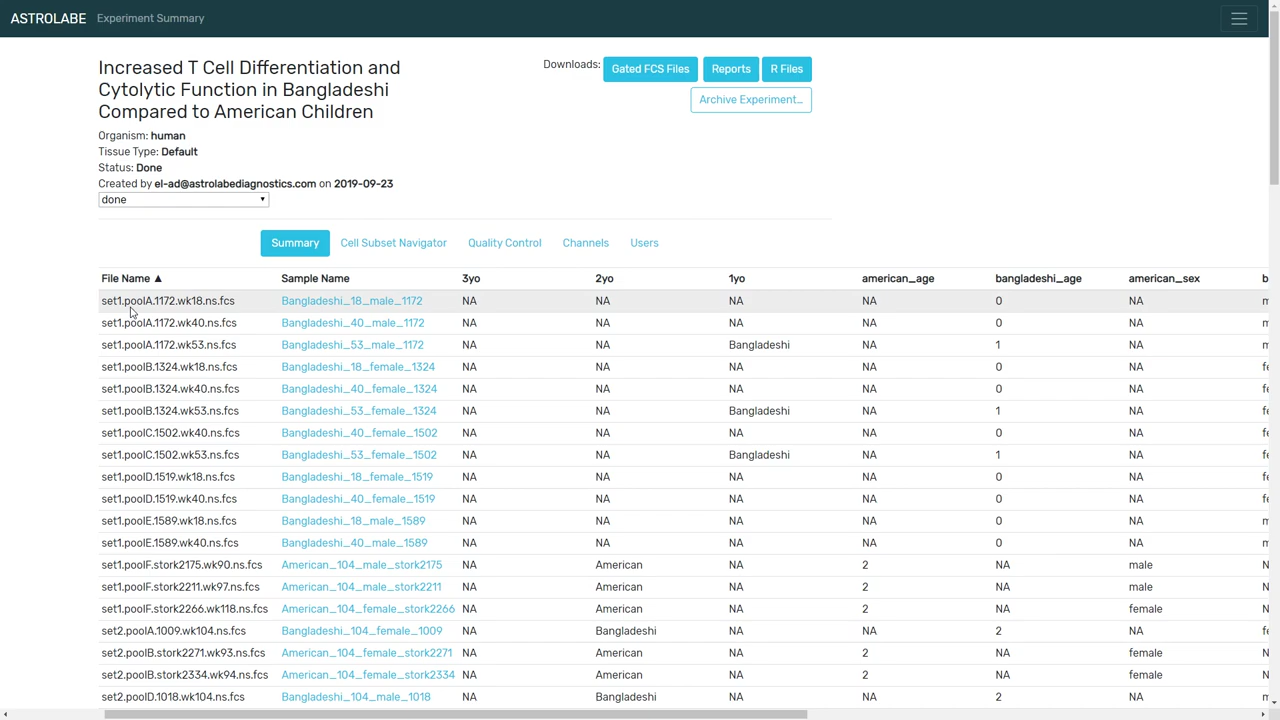 ASTROLABE Experiment Summary
Increased T Cell Differentiation and
Cytolytic Function in Bangladeshi
Compared to American Children
Organism: human
Tissue Type: Default
Status: Done
Created by el-ad@astrolabediagnostics.com on 2019-09-23
done
Downloads: Gated FCS Files Reports R Files
Archive Experiment...
Summary Cell Subset Navigator Quality Control Channels Users
File Name ▲ Sample Name 3yo 2yo 1yo american_age bangladeshi_age american_sex b
set1.poolA.1172.wk18.ns.fcs Bangladeshi_18_male_1172 NA NA NA NA 0 NA m
set1.poolA.1172.wk40.ns.fcs Bangladeshi_40_male_1172 NA NA NA NA 0 NA m
set1.poolA.1172.wk53.ns.fcs Bangladeshi_53_male_1172 NA NA Bangladeshi NA 1 NA m
set1.poolB.1324.wk18.ns.fcs Bangladeshi_18_female_1324 NA NA NA NA 0 NA fe
set1.poolB.1324.wk40.ns.fcs Bangladeshi_40_female_1324 NA NA NA NA 0 NA fe
set1.poolB.1324.wk53.ns.fcs Bangladeshi_53_female_1324 NA NA Bangladeshi NA 1 NA fe
set1.poolC.1502.wk40.ns.fcs Bangladeshi_40_female_1502 NA NA NA NA 0 NA fe
set1.poolC.1502.wk53.ns.fcs Bangladeshi_53_female_1502 NA NA Bangladeshi NA 1 NA fe
set1.poolD.1519.wk18.ns.fcs Bangladeshi_18_female_1519 NA NA NA NA 0 NA fe
set1.poolD.1519.wk40.ns.fcs Bangladeshi_40_female_1519 NA NA NA NA 0 NA fe
set1.poolE.1589.wk18.ns.fcs Bangladeshi_18_male_1589 NA NA NA NA 0 NA m
set1.poolE.1589.wk40.ns.fcs Bangladeshi_40_male_1589 NA NA NA NA 0 NA m
set1.poolF.stork2175.wk90.ns.fcs American_104_male_stork2175 NA American NA 2 NA male N
set1.poolF.stork2211.wk97.ns.fcs American_104_male_stork2211 NA American NA 2 NA male N
set1.poolF.stork2266.wk118.ns.fcs American_104_female_stork2266 NA American NA 2 NA female N
set2.poolA.1009.wk104.ns.fcs Bangladeshi_104_female_1009 NA Bangladeshi NA NA 2 NA fe
set2.poolB.stork2271.wk93.ns.fcs American_104_female_stork2271 NA American NA 2 NA female N
set2.poolB.stork2334.wk94.ns.fcs American_104_female_stork2334 NA American NA 2 NA female N
set2.poolD.1018.wk104.ns.fcs Bangladeshi_104_male_1018 NA Bangladeshi NA NA 2 NA m